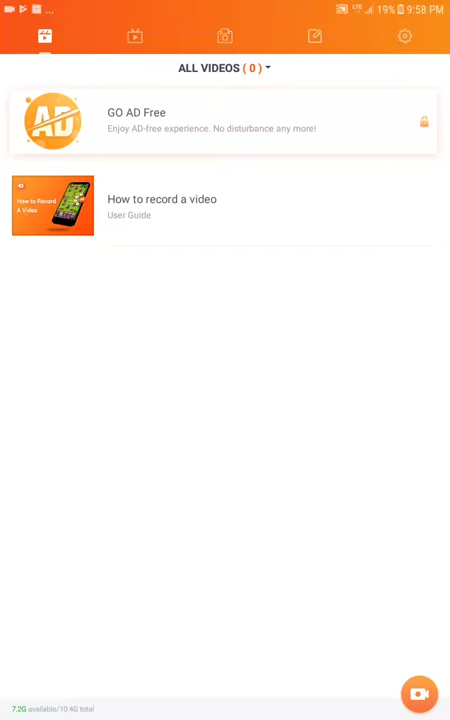 ... LTE 19% 9:58 PM
ALL VIDEOS ( 0 )
AD
GO AD Free
Enjoy AD-free experience. No disturbance any more!
How to Record
A Video
How to record a video
User Guide
7.2G available/10.4G total